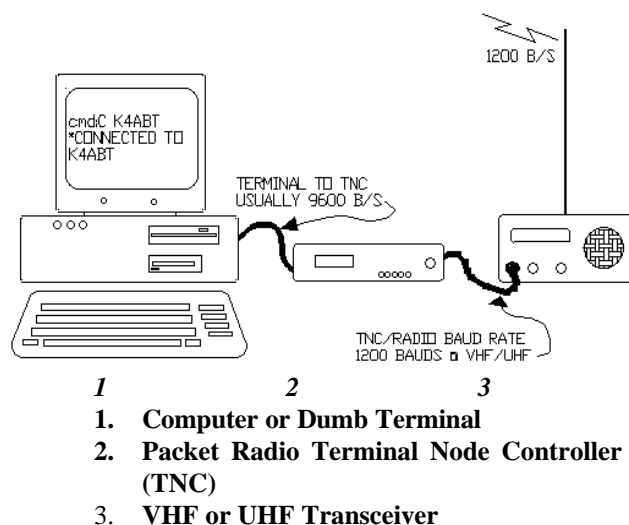 1200 B/S
cmd:C K4ABT
*CONNECTED TO
K4ABT
TERMINAL TO TNC
USUALLY 9600 B/S
TNC/RADIO BAUD RATE
1200 BAUDS @ VHF/UHF
1 2 3
1. Computer or Dumb Terminal
2. Packet Radio Terminal Node Controller
(TNC)
3. VHF or UHF Transceiver